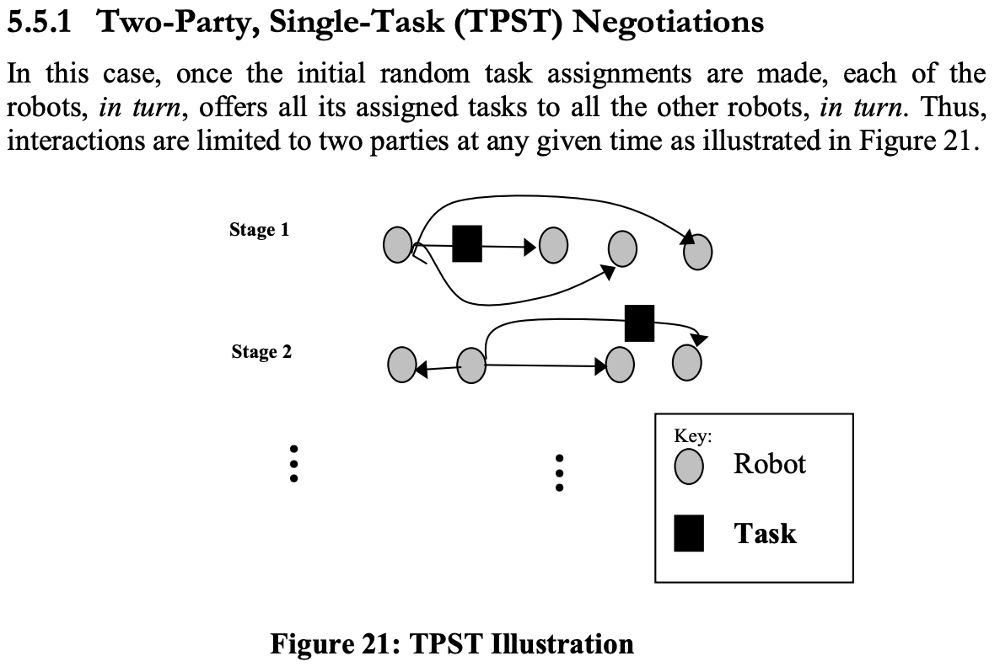 5.5.1 Two-Party, Single-Task (TPST) Negotiations
In this case, once the initial random task assignments are made, each of the
robots, in turn, offers all its assigned tasks to all the other robots, in turn. Thus,
interactions are limited to two parties at any given time as illustrated in Figure 21.
Stage 1
Stage 2
Key:
Robot
Task
Figure 21: TPST Illustration